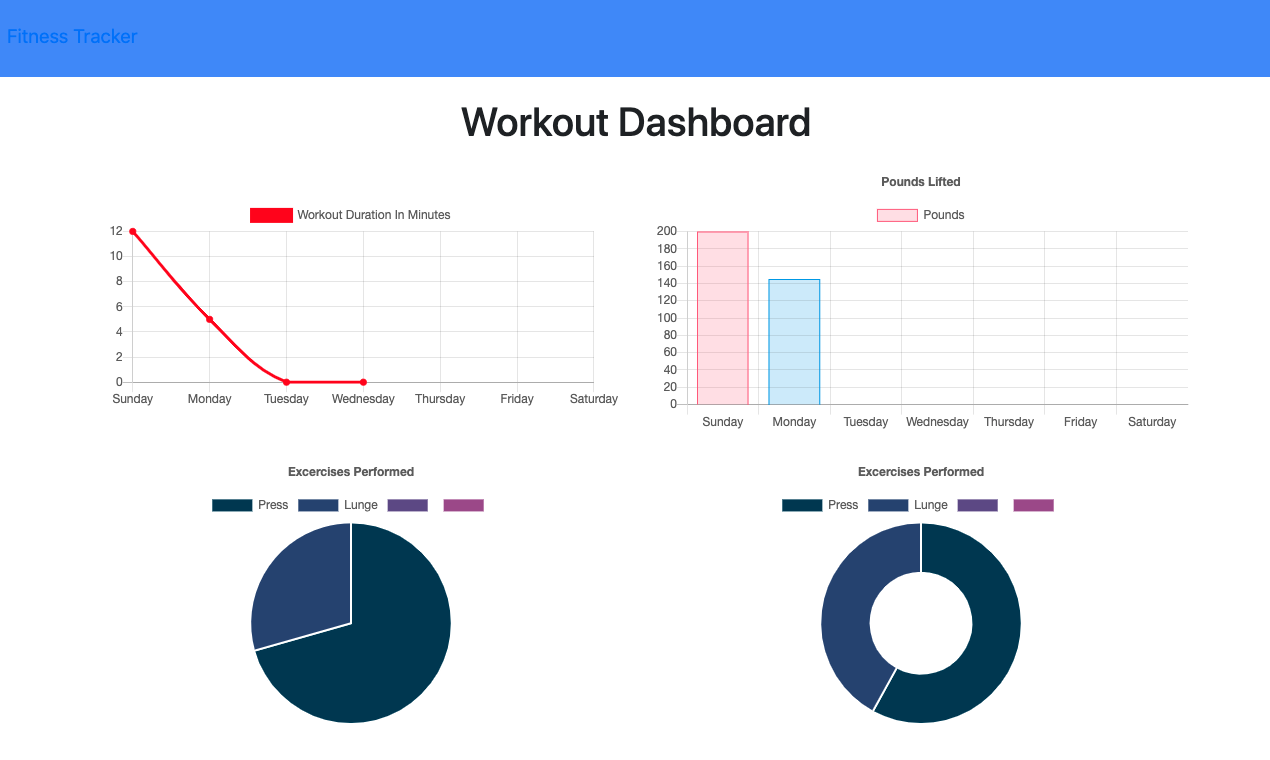 Fitness Tracker
Workout Dashboard
Workout Duration In Minutes
12
10
8
6
4
2
0
Sunday Monday Tuesday Wednesday Thursday Friday Saturday
Pounds Lifted
Pounds
200
180
160
140
120
100
80
60
40
20
0
Sunday Monday Tuesday Wednesday Thursday Friday Saturday
Excercises Performed
Press Lunge
Excercises Performed
Press Lunge